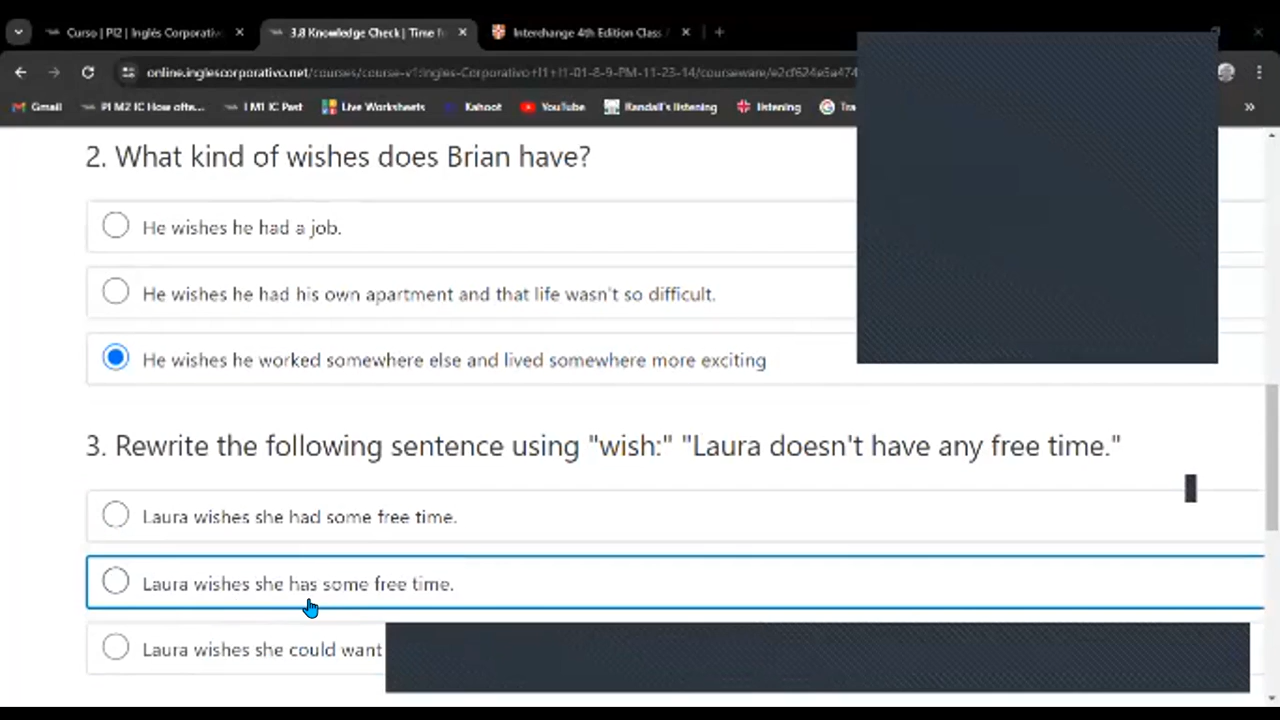 Curso | PI2 | Inglés Corporativ
3.8 Knowledge Check | Time f
Interchange 4th Edition Class
online.inglescorporativo.net/courses/course-v1:Ingles-Corporativo+I1+I1-01-8-9-PM-11-23-14/courseware/e2cf624e5a474
Gmail
PI M2 IC How ofte...
I M1 IC Past
Live Worksheets
Kahoot
YouTube
Randall's listening
listening
Tra
2. What kind of wishes does Brian have?
He wishes he had a job.
He wishes he had his own apartment and that life wasn't so difficult.
He wishes he worked somewhere else and lived somewhere more exciting
3. Rewrite the following sentence using "wish:" "Laura doesn't have any free time."
Laura wishes she had some free time.
Laura wishes she has some free time.
Laura wishes she could want